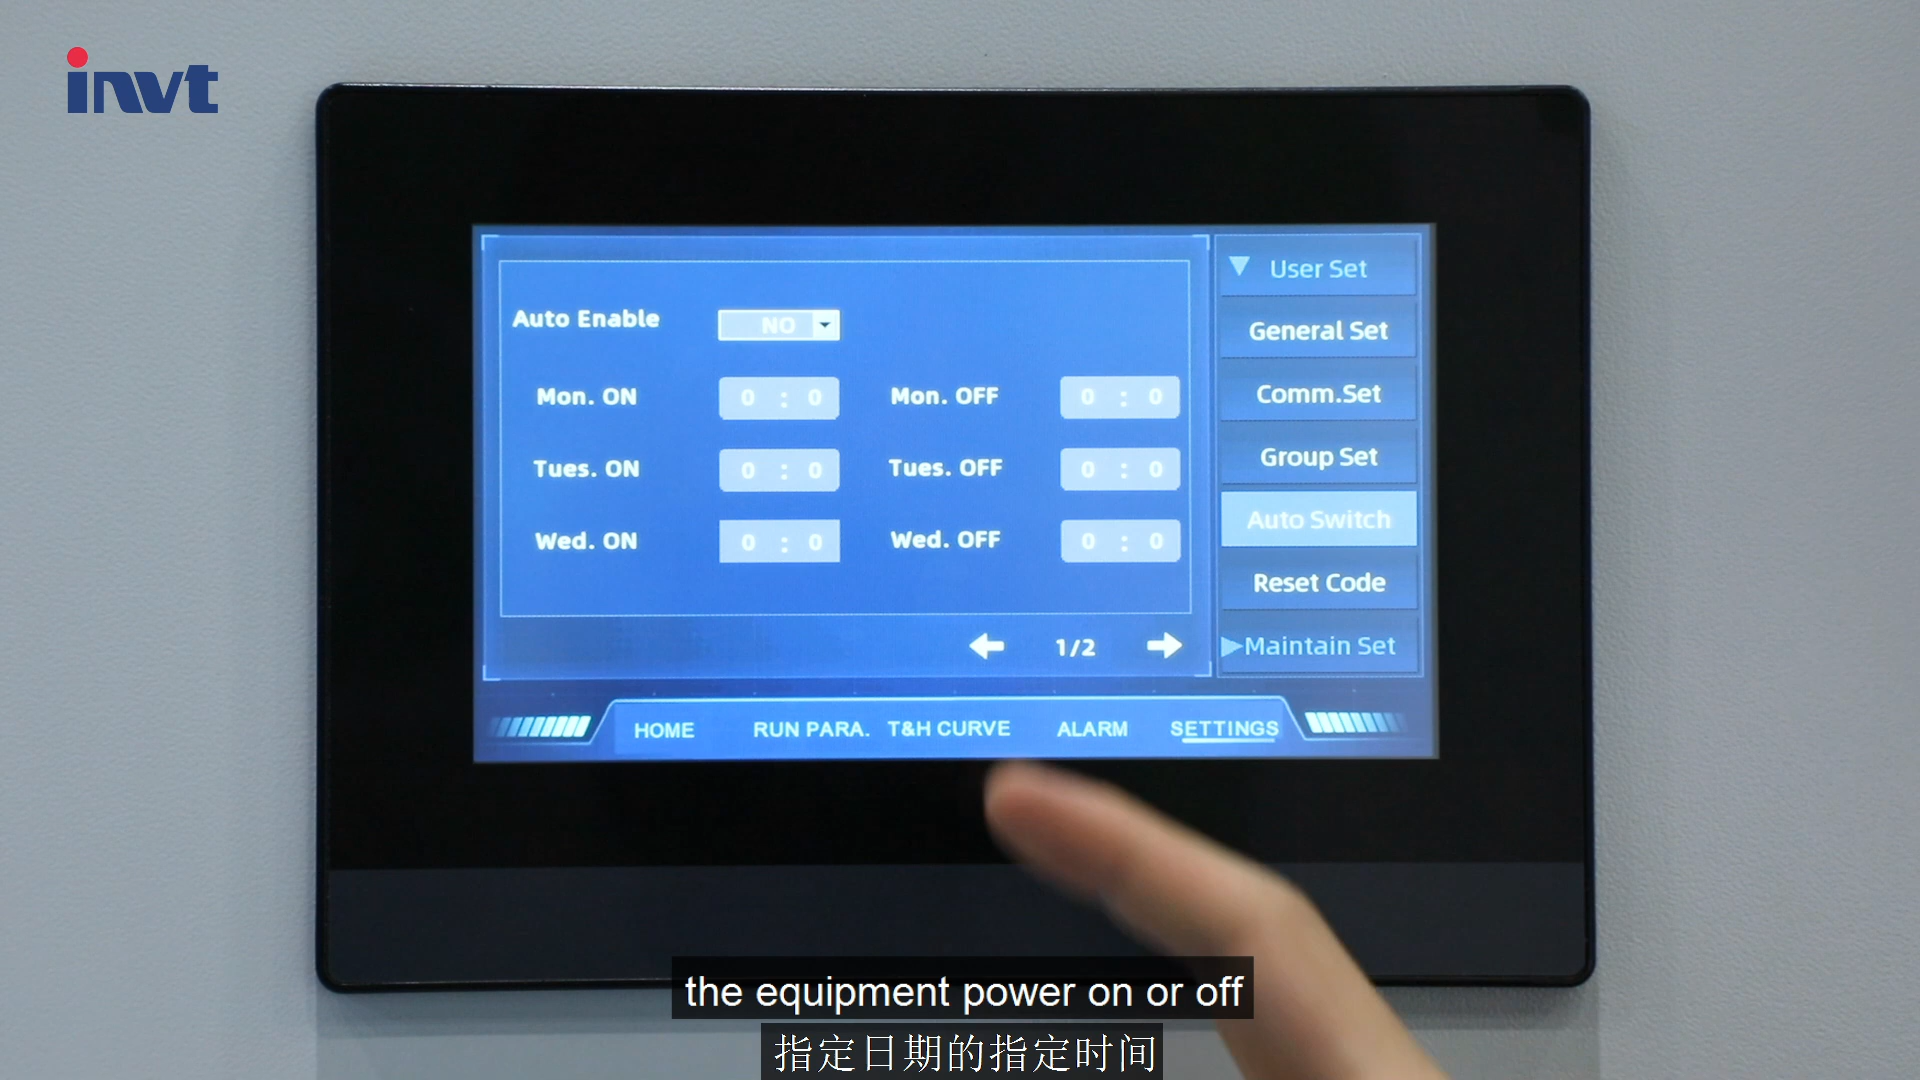 invt
User Set
Auto Enable NO
General Set
Mon. ON 0 : 0 Mon. OFF 0 : 0
Comm.Set
Tues. ON 0 : 0 Tues. OFF 0 : 0
Group Set
Wed. ON 0 : 0 Wed. OFF 0 : 0
Auto Switch
Reset Code
1/2
Maintain Set
HOME RUN PARA. T&H CURVE ALARM SETTINGS
the equipment power on or off
指定日期的指定时间